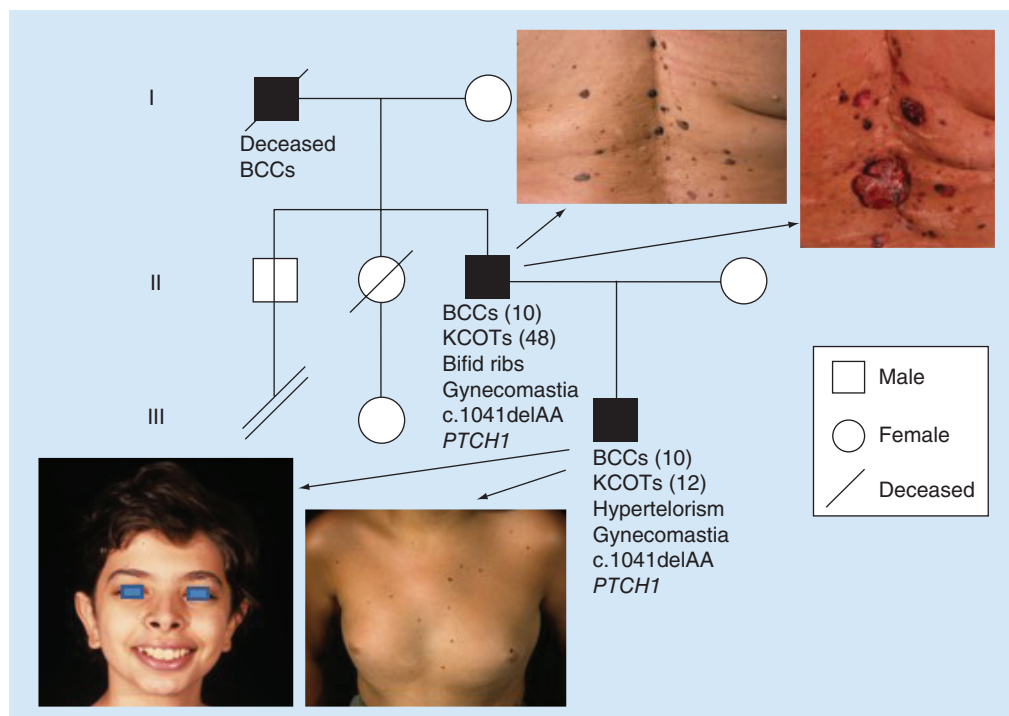 I
Deceased
BCCs
II
BCCs (10)
KCOTs (48)
Bifid ribs
Gynecomastia
c.1041delAA
PTCH1
III
BCCs (10)
KCOTs (12)
Hypertelorism
Gynecomastia
c.1041delAA
PTCH1
Male
Female
Deceased